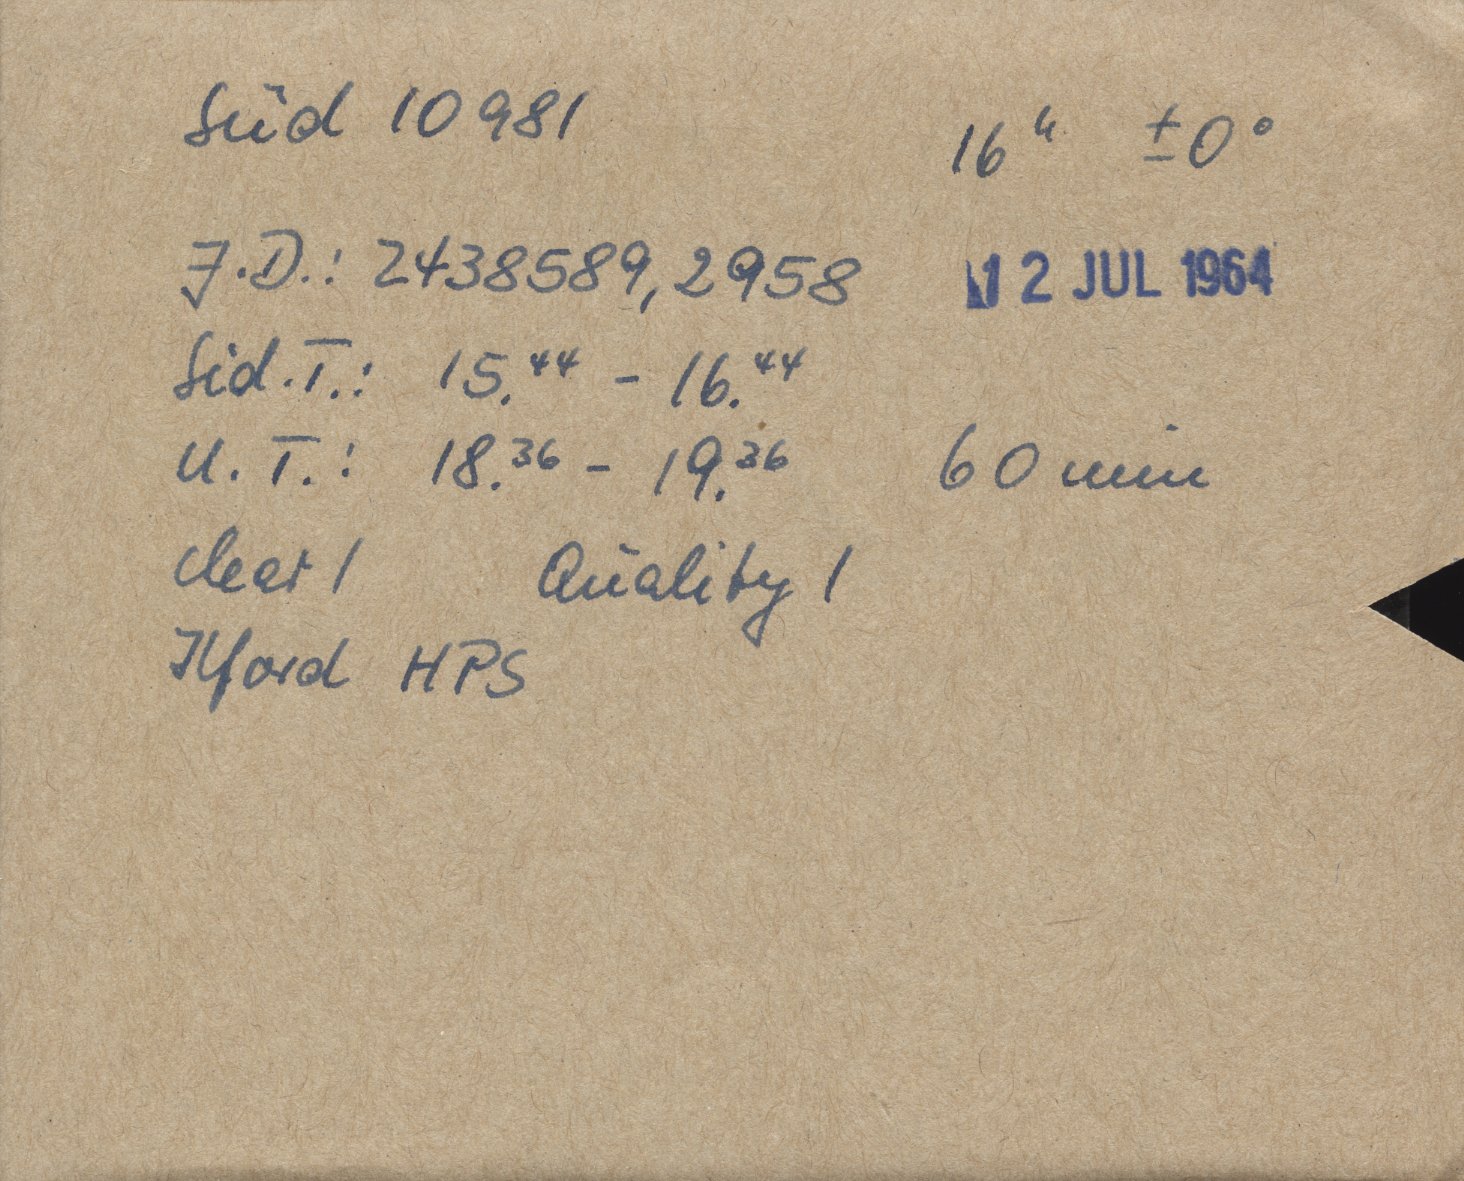 Süd 10981 16ʰ ±0°
J.D.: 2438589,2958 12 JUL 1964
Sid.T.: 15.⁴⁴ - 16.⁴⁴
U.T.: 18.³⁶ - 19.³⁶ 60 min
clear 1 Quality 1
Ilford HPS